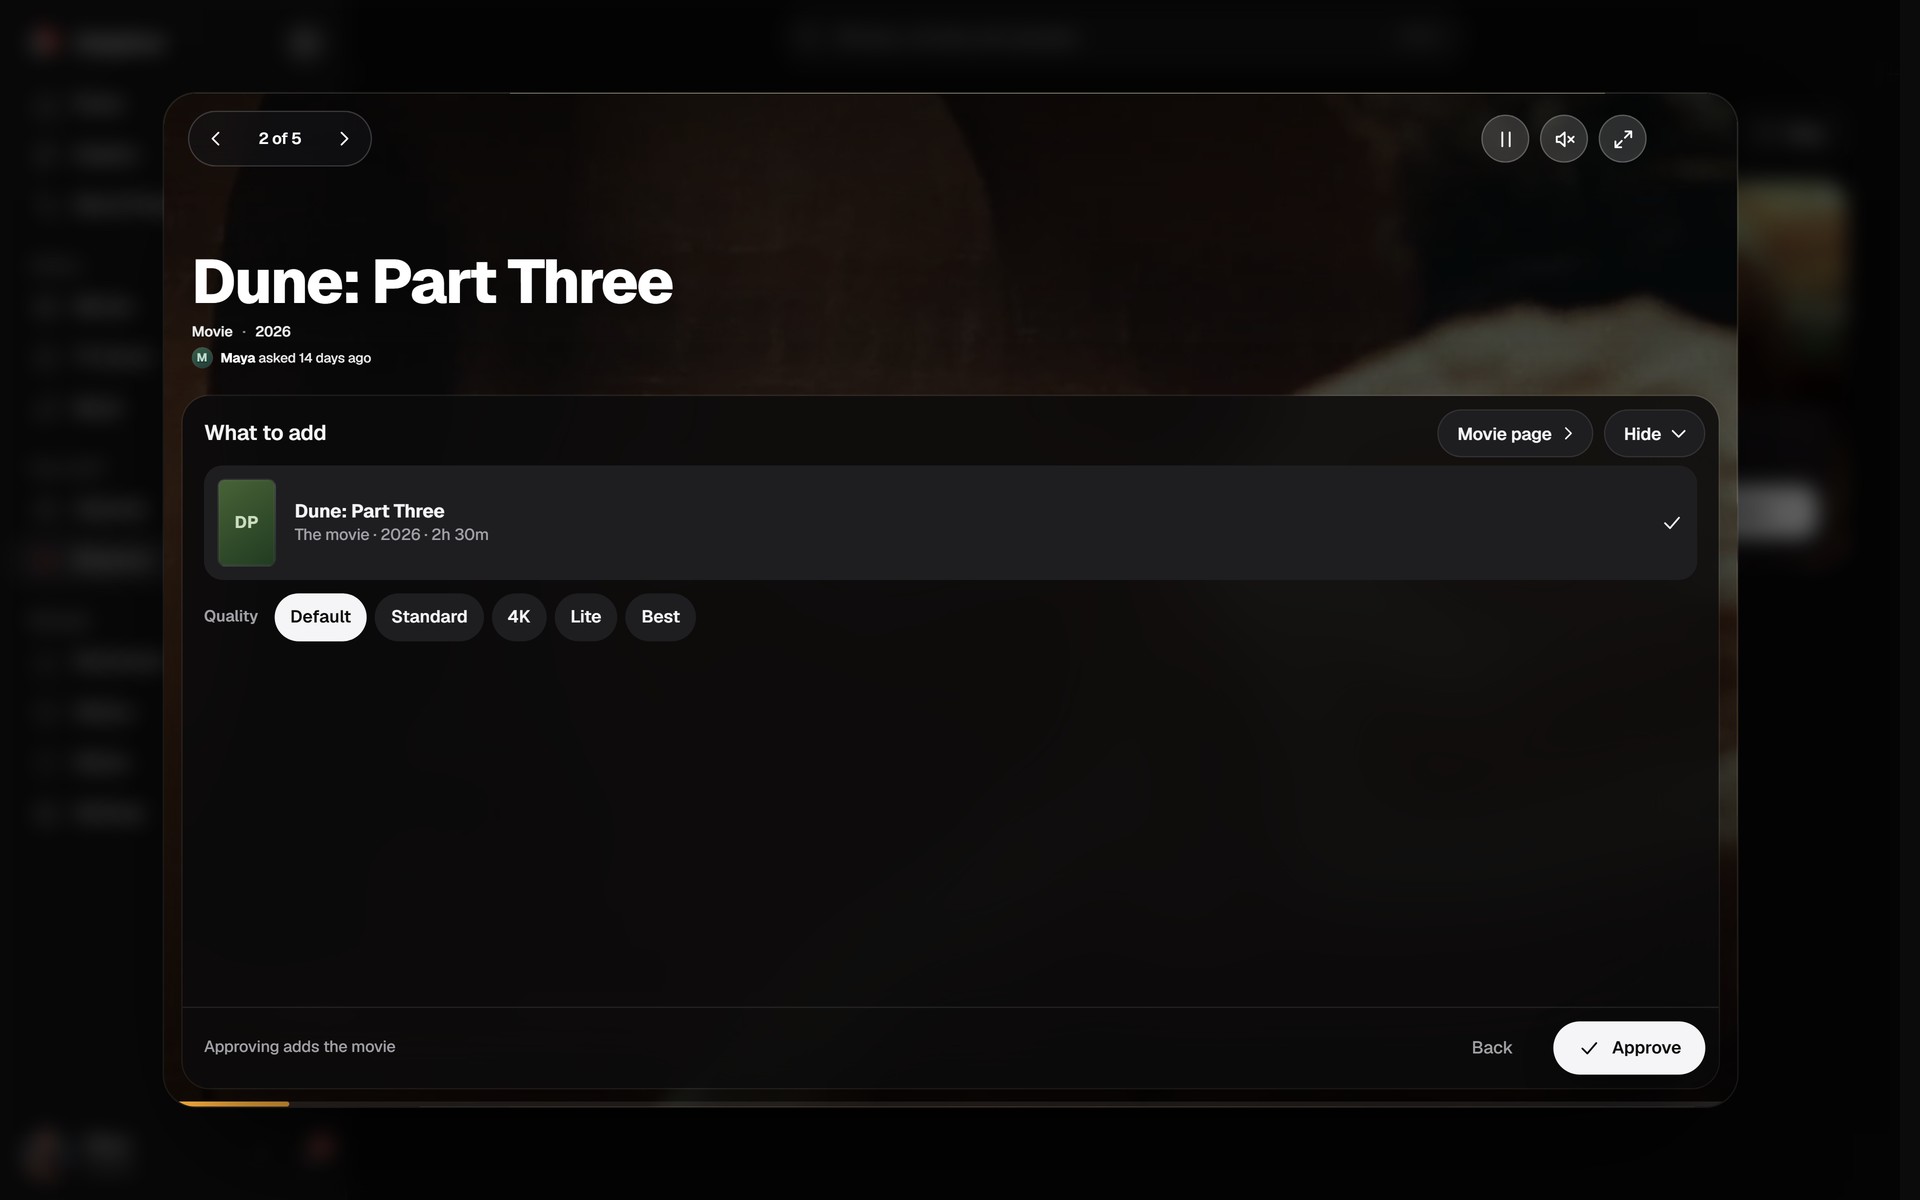 2 of 5
Dune: Part Three
Movie · 2026
M Maya asked 14 days ago
What to add
Movie page
Hide
DP
Dune: Part Three
The movie · 2026 · 2h 30m
Quality
Default
Standard
4K
Lite
Best
Approving adds the movie
Back
Approve